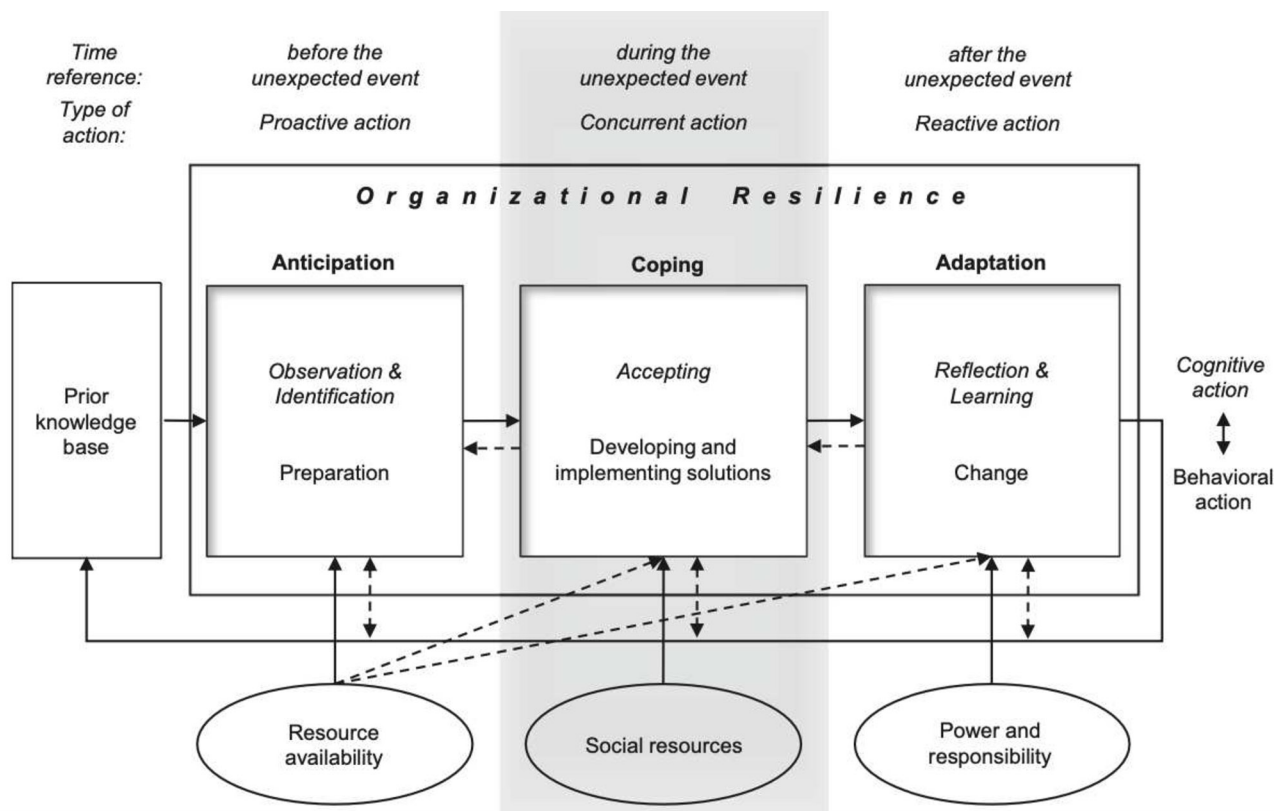 Time
reference:
before the
unexpected event
during the
unexpected event
after the
unexpected event
Type of
action:
Proactive action
Concurrent action
Reactive action
Organizational Resilience
Anticipation
Coping
Adaptation
Prior
knowledge
base
Observation &
Identification
Preparation
Accepting
Developing and
implementing solutions
Reflection &
Learning
Change
Cognitive
action
Behavioral
action
Resource
availability
Social resources
Power and
responsibility